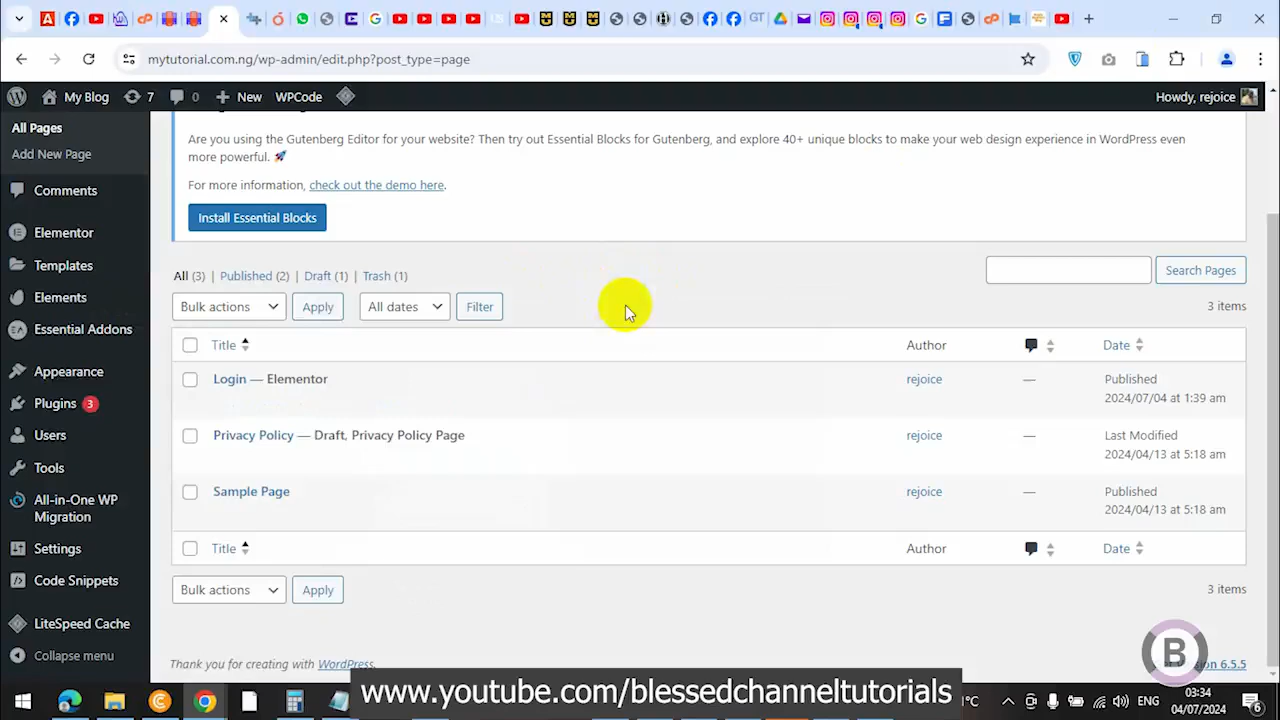 mytutorial.com.ng/wp-admin/edit.php?post_type=page
My Blog 7 0 New WPCode Howdy, rejoice
All Pages
Add New Page
Comments
Elementor
Templates
Elements
Essential Addons
Appearance
Plugins 3
Users
Tools
All-in-One WP
Migration
Settings
Code Snippets
LiteSpeed Cache
Collapse menu
Are you using the Gutenberg Editor for your website? Then try out Essential Blocks for Gutenberg, and explore 40+ unique blocks to make your web design experience in WordPress even
more powerful. 🚀
For more information, check out the demo here.
Install Essential Blocks
All (3) Published (2) Draft (1) Trash (1)
Search Pages
Bulk actions Apply All dates Filter 3 items
Title Author Date
Login — Elementor rejoice — Published
2024/07/04 at 1:39 am
Privacy Policy — Draft, Privacy Policy Page rejoice — Last Modified
2024/04/13 at 5:18 am
Sample Page rejoice — Published
2024/04/13 at 5:18 am
Title Author Date
Bulk actions Apply 3 items
B
Thank you for creating with WordPress. 6.5.5
www.youtube.com/blessedchanneltutorials
ENG 03:34
04/07/2024 6